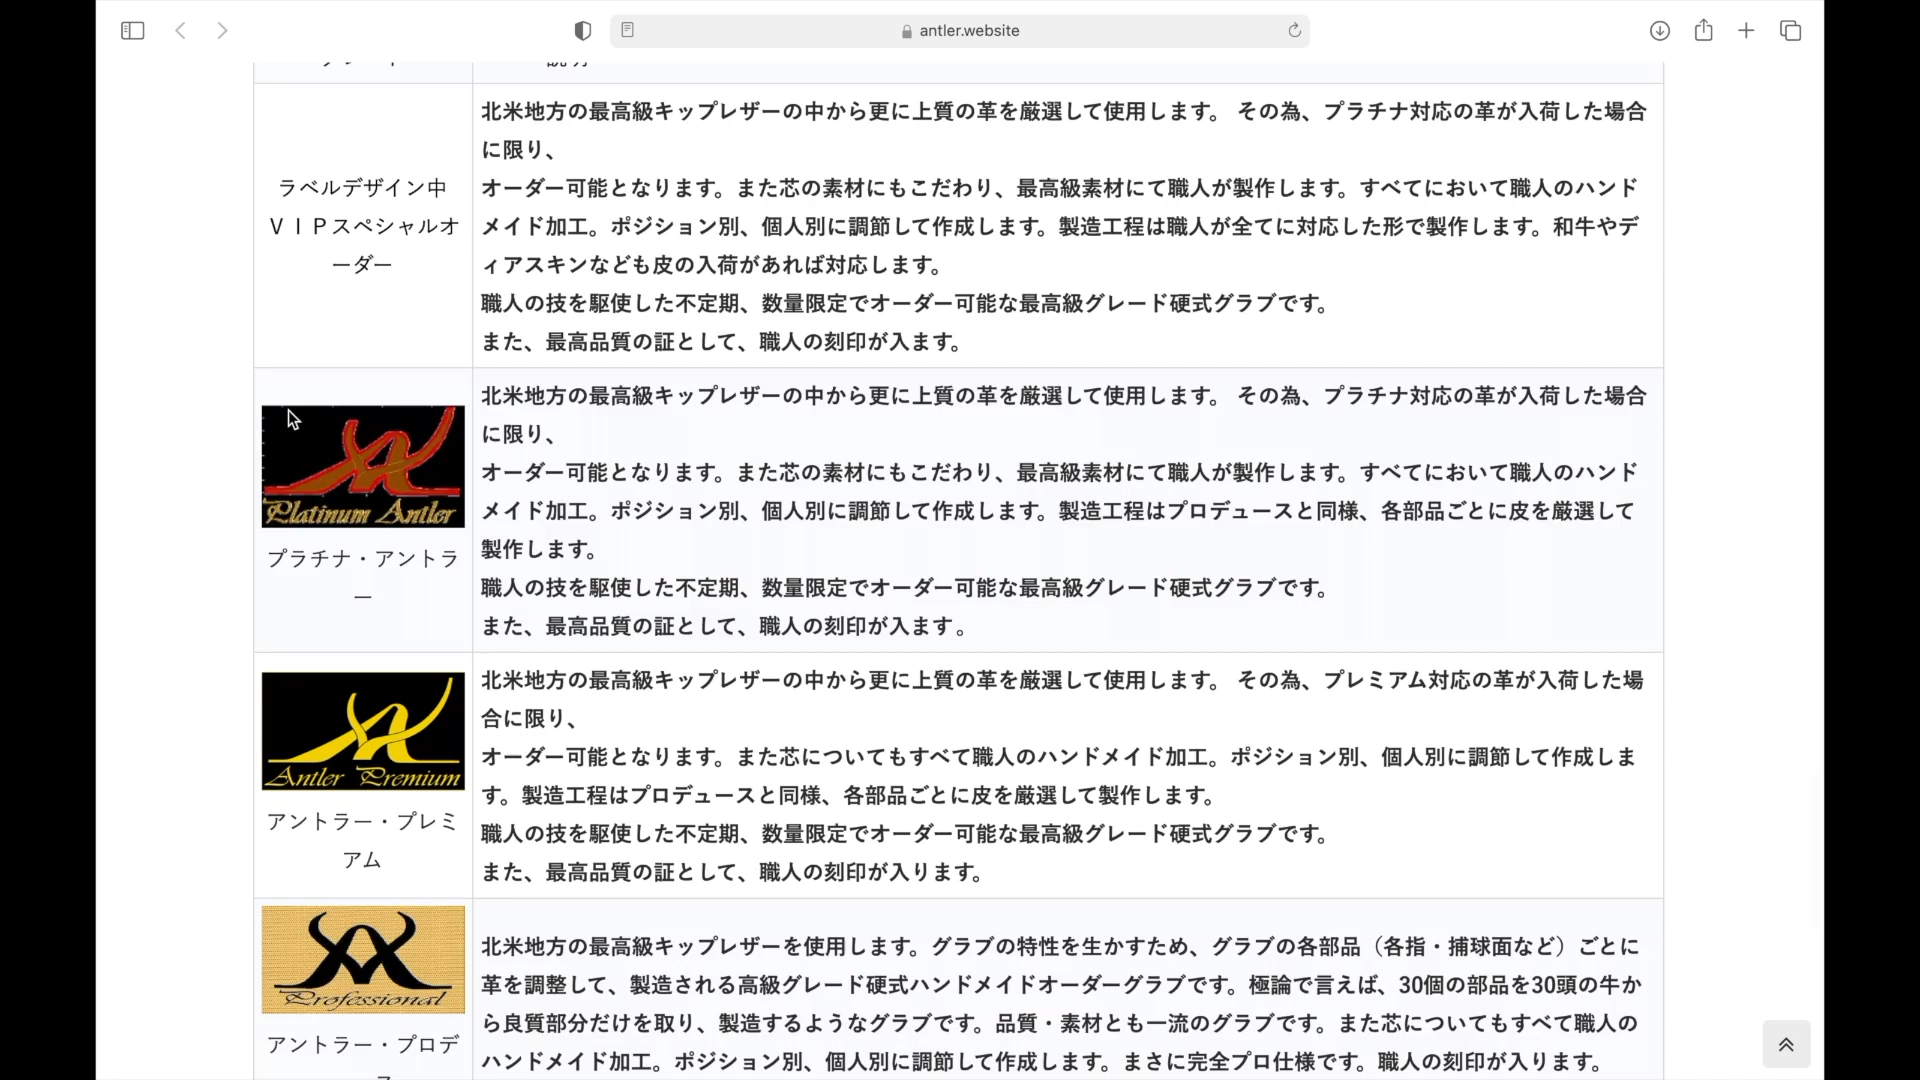 antler.website
説明
ラベルデザイン中
ＶＩＰスペシャルオ
ーダー
北米地方の最高級キップレザーの中から更に上質の革を厳選して使用します。 その為、プラチナ対応の革が入荷した場合
に限り、
オーダー可能となります。また芯の素材にもこだわり、最高級素材にて職人が製作します。すべてにおいて職人のハンド
メイド加工。ポジション別、個人別に調節して作成します。製造工程は職人が全てに対応した形で製作します。和牛やデ
ィアスキンなども皮の入荷があれば対応します。
職人の技を駆使した不定期、数量限定でオーダー可能な最高級グレード硬式グラブです。
また、最高品質の証として、職人の刻印が入ます。
Platinum Antler
プラチナ・アントラ
ー
北米地方の最高級キップレザーの中から更に上質の革を厳選して使用します。 その為、プラチナ対応の革が入荷した場合
に限り、
オーダー可能となります。また芯の素材にもこだわり、最高級素材にて職人が製作します。すべてにおいて職人のハンド
メイド加工。ポジション別、個人別に調節して作成します。製造工程はプロデュースと同様、各部品ごとに皮を厳選して
製作します。
職人の技を駆使した不定期、数量限定でオーダー可能な最高級グレード硬式グラブです。
また、最高品質の証として、職人の刻印が入ます。
Antler Premium
アントラー・プレミ
アム
北米地方の最高級キップレザーの中から更に上質の革を厳選して使用します。 その為、プレミアム対応の革が入荷した場
合に限り、
オーダー可能となります。また芯についてもすべて職人のハンドメイド加工。ポジション別、個人別に調節して作成しま
す。製造工程はプロデュースと同様、各部品ごとに皮を厳選して製作します。
職人の技を駆使した不定期、数量限定でオーダー可能な最高級グレード硬式グラブです。
また、最高品質の証として、職人の刻印が入ります。
Professional
アントラー・プロデ
北米地方の最高級キップレザーを使用します。グラブの特性を生かすため、グラブの各部品（各指・捕球面など）ごとに
革を調整して、製造される高級グレード硬式ハンドメイドオーダーグラブです。極論で言えば、30個の部品を30頭の牛か
ら良質部分だけを取り、製造するようなグラブです。品質・素材とも一流のグラブです。また芯についてもすべて職人の
ハンドメイド加工。ポジション別、個人別に調節して作成します。まさに完全プロ仕様です。職人の刻印が入ります。